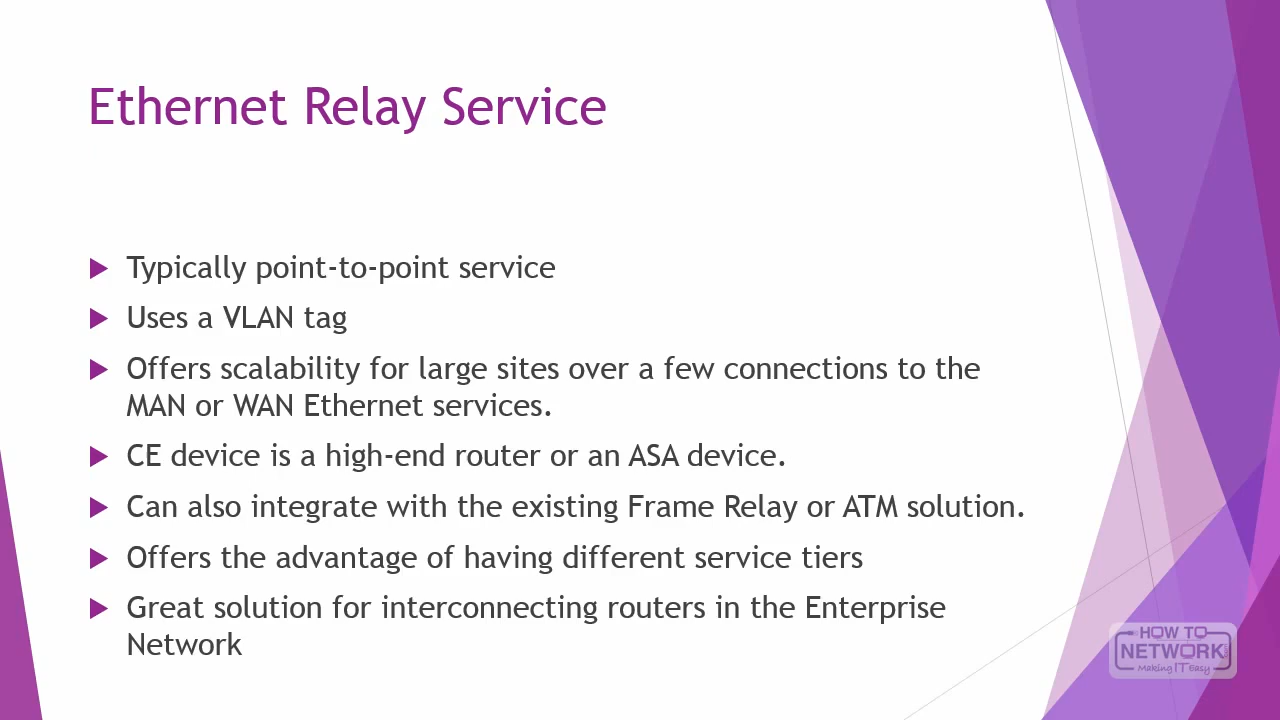 Ethernet Relay Service
Typically point-to-point service
Uses a VLAN tag
Offers scalability for large sites over a few connections to the
MAN or WAN Ethernet services.
CE device is a high-end router or an ASA device.
Can also integrate with the existing Frame Relay or ATM solution.
Offers the advantage of having different service tiers
Great solution for interconnecting routers in the Enterprise
Network
HOW TO
NETWORK
Making IT Easy